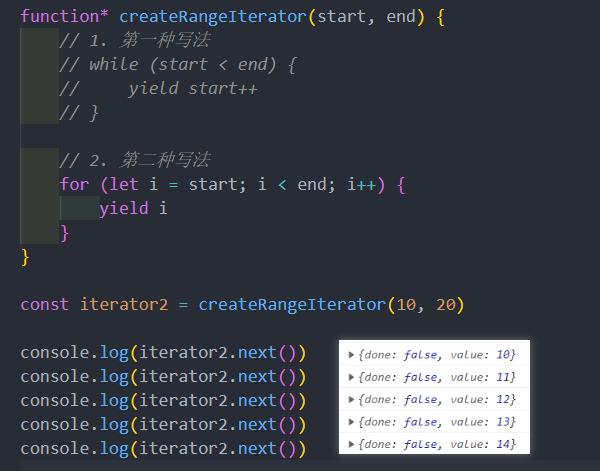 function* createRangeIterator(start, end) {
// 1. 第一种写法
// while (start < end) {
//     yield start++
// }
// 2. 第二种写法
for (let i = start; i < end; i++) {
yield i
}
}
const iterator2 = createRangeIterator(10, 20)
console.log(iterator2.next())
console.log(iterator2.next())
console.log(iterator2.next())
console.log(iterator2.next())
console.log(iterator2.next())
▶{done: false, value: 10}
▶{done: false, value: 11}
▶{done: false, value: 12}
▶{done: false, value: 13}
▶{done: false, value: 14}